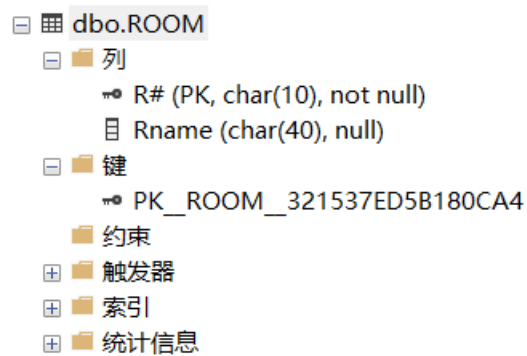 dbo.ROOM
列
R# (PK, char(10), not null)
Rname (char(40), null)
键
PK__ROOM__321537ED5B180CA4
约束
触发器
索引
统计信息